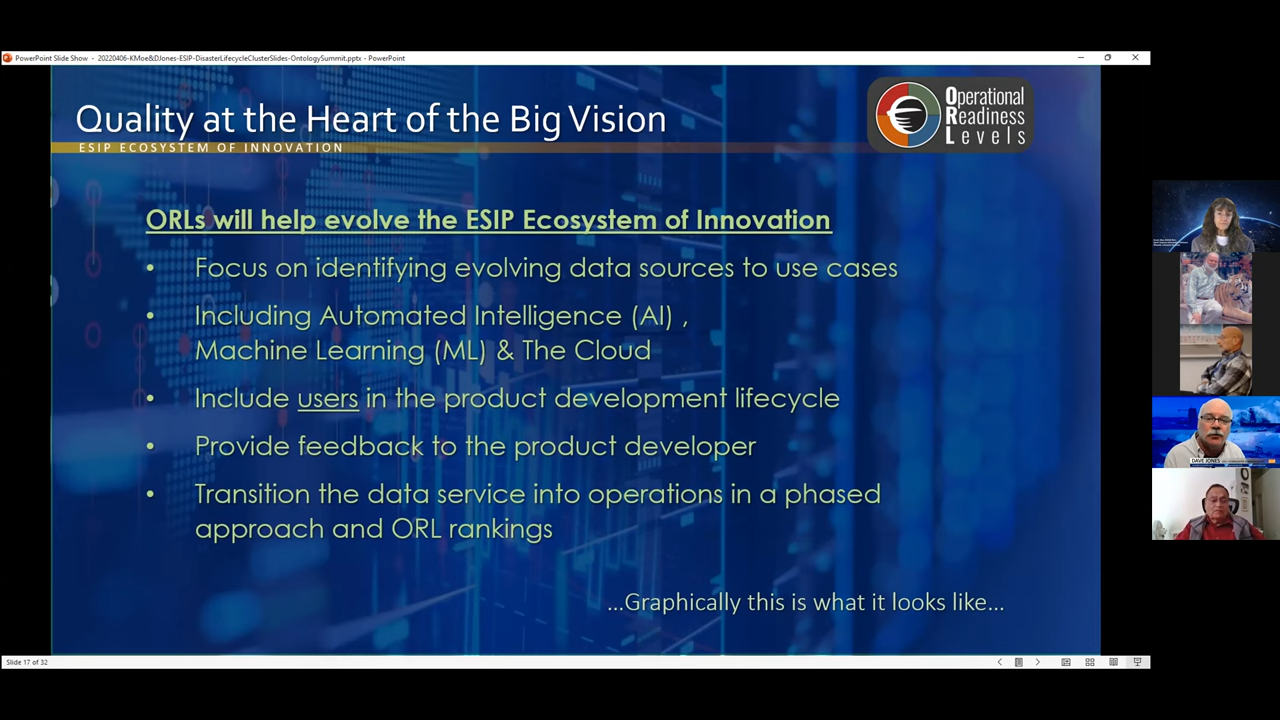 PowerPoint Slide Show - 20220406-KMoe&DJones-ESIP-DisasterLifecycleClusterSlides-OntologySummit.pptx - PowerPoint
Quality at the Heart of the Big Vision
ESIP ECOSYSTEM OF INNOVATION
Operational
Readiness
Levels
ORLs will help evolve the ESIP Ecosystem of Innovation
• Focus on identifying evolving data sources to use cases
• Including Automated Intelligence (AI) ,
Machine Learning (ML) & The Cloud
• Include users in the product development lifecycle
• Provide feedback to the product developer
• Transition the data service into operations in a phased
approach and ORL rankings
...Graphically this is what it looks like...
Slide 17 of 32
DAVE JONES